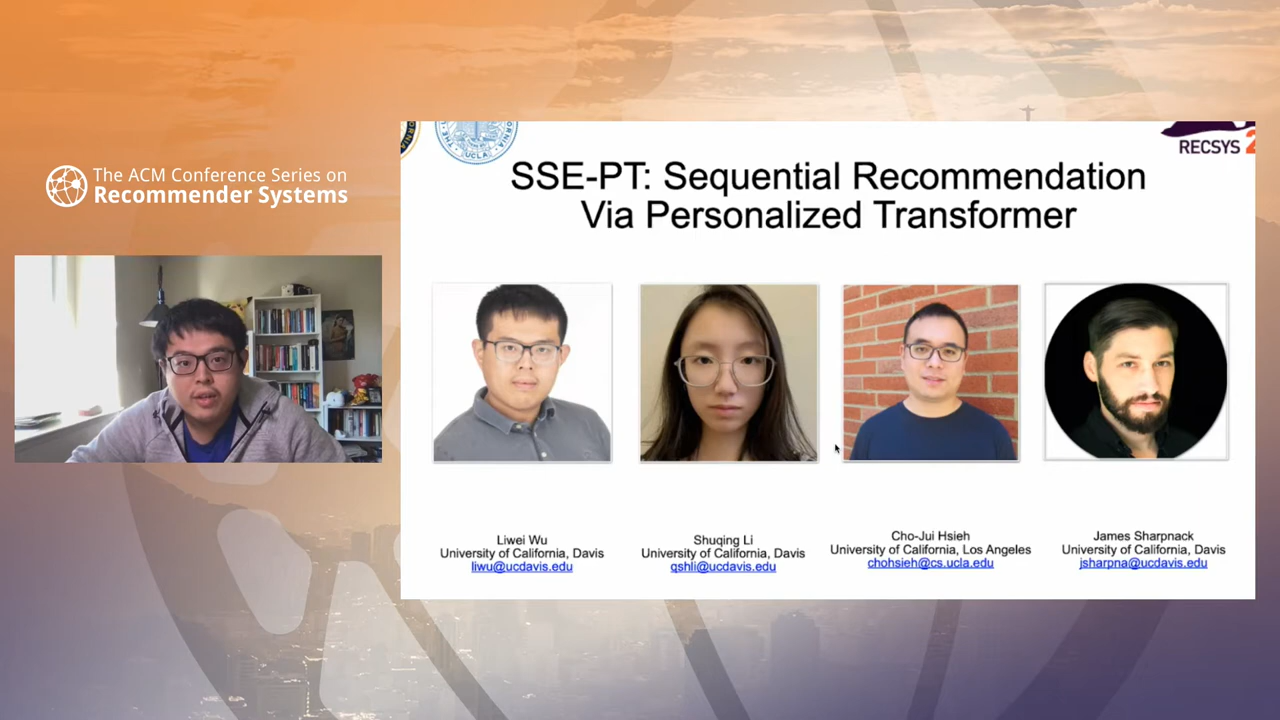 The ACM Conference Series on
Recommender Systems
UCLA
RECSYS 2
SSE-PT: Sequential Recommendation
Via Personalized Transformer
Liwei Wu
University of California, Davis
liwu@ucdavis.edu
Shuqing Li
University of California, Davis
qshli@ucdavis.edu
Cho-Jui Hsieh
University of California, Los Angeles
chohsieh@cs.ucla.edu
James Sharpnack
University of California, Davis
jsharpna@ucdavis.edu